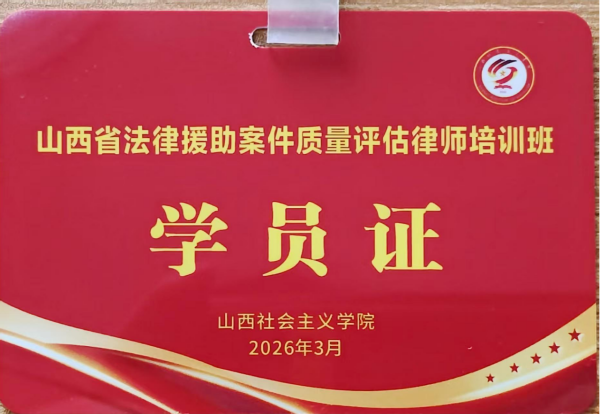 山西省法律援助案件质量评估律师培训班
学员证
山西社会主义学院
2026年3月